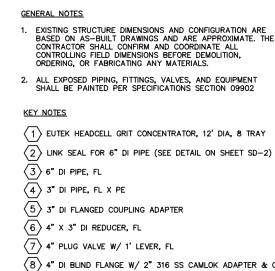 GENERAL NOTES
1. EXISTING STRUCTURE DIMENSIONS AND CONFIGURATION ARE
BASED ON AS-BUILT DRAWINGS AND ARE APPROXIMATE. THE
CONTRACTOR SHALL CONFIRM AND COORDINATE ALL
CONTROLLING FIELD DIMENSIONS BEFORE DEMOLITION,
ORDERING, OR FABRICATING ANY MATERIALS.
2. ALL EXPOSED PIPING, FITTINGS, VALVES, AND EQUIPMENT
SHALL BE PAINTED PER SPECIFICATIONS SECTION 09902
KEY NOTES
1 EUTEK HEADCELL GRIT CONCENTRATOR, 12' DIA, 8 TRAY
2 LINK SEAL FOR 6" DI PIPE (SEE DETAIL ON SHEET SD-2)
3 6" DI PIPE, FL
4 3" DI PIPE, FL X PE
5 3" DI FLANGED COUPLING ADAPTER
6 4" X 3" DI REDUCER, FL
7 4" PLUG VALVE W/ 1' LEVER, FL
8 4" DI BLIND FLANGE W/ 2" 316 SS CAMLOK ADAPTER &